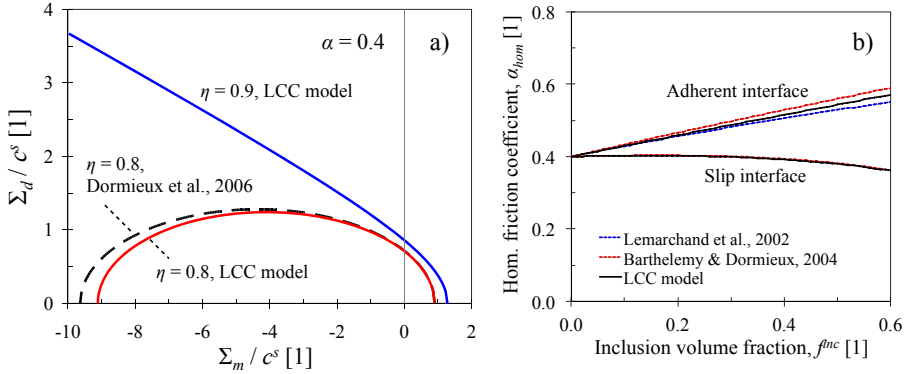 α = 0.4
a)
η = 0.9, LCC model
η = 0.8,
Dormieux et al., 2006
η = 0.8, LCC model
Σd / cˢ [1]
4
3
2
1
0
-10 -8 -6 -4 -2 0 2
Σm / cˢ [1]
b)
Adherent interface
Slip interface
Lemarchand et al., 2002
Barthelemy & Dormieux, 2004
LCC model
Hom. friction coefficient, αhom [1]
0.8
0.6
0.4
0.2
0.0
0.0 0.2 0.4 0.6
Inclusion volume fraction, fᴵⁿᶜ [1]